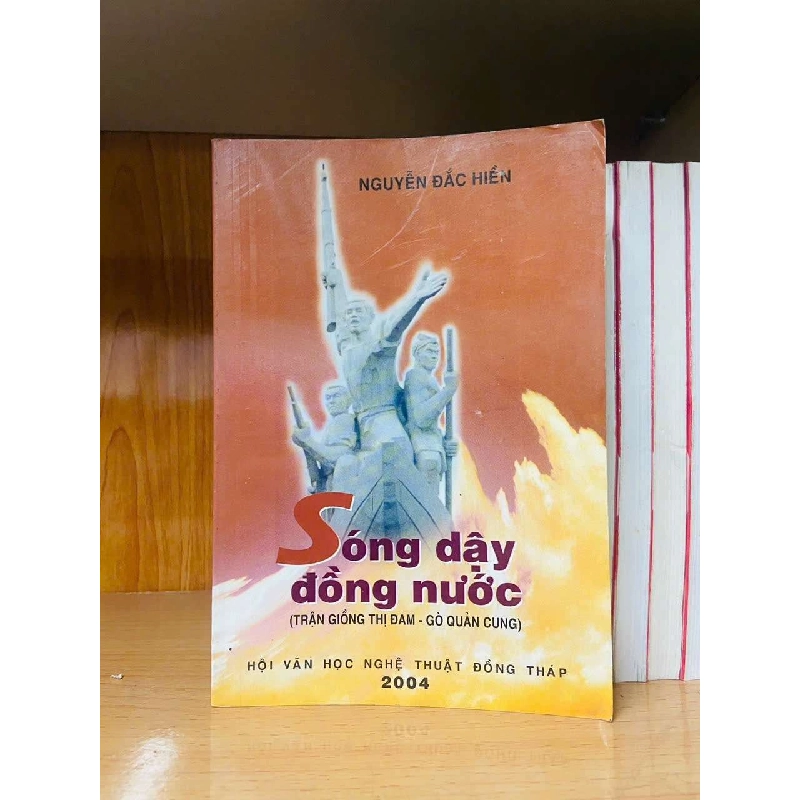 NGUYỄN ĐẮC HIỀN
Sóng dậy
đồng nước
(TRẬN GIỒNG THỊ ĐAM - GÒ QUẢN CUNG)
HỘI VĂN HỌC NGHỆ THUẬT ĐỒNG THÁP
2004